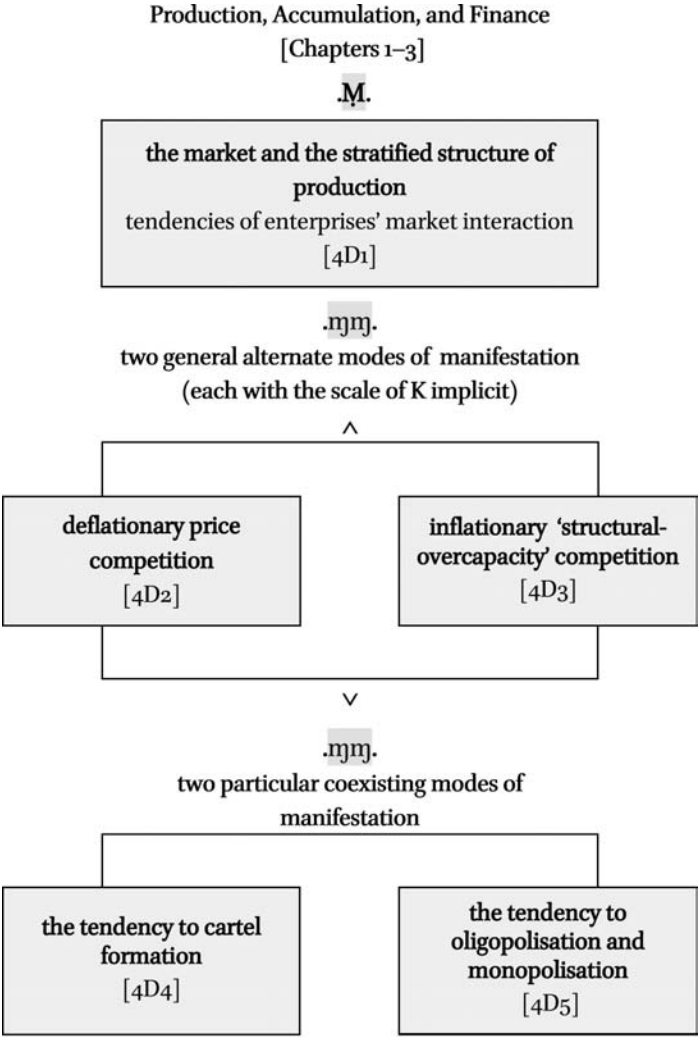 Production, Accumulation, and Finance
[Chapters 1–3]
.Ṃ.
the market and the stratified structure of
production
tendencies of enterprises’ market interaction
[4D1]
.ɱɱ.
two general alternate modes of manifestation
(each with the scale of K implicit)
˄
deflationary price
competition
[4D2]
inflationary ‘structural-
overcapacity’ competition
[4D3]
˅
.ɱɱ.
two particular coexisting modes of
manifestation
the tendency to cartel
formation
[4D4]
the tendency to
oligopolisation and
monopolisation
[4D5]